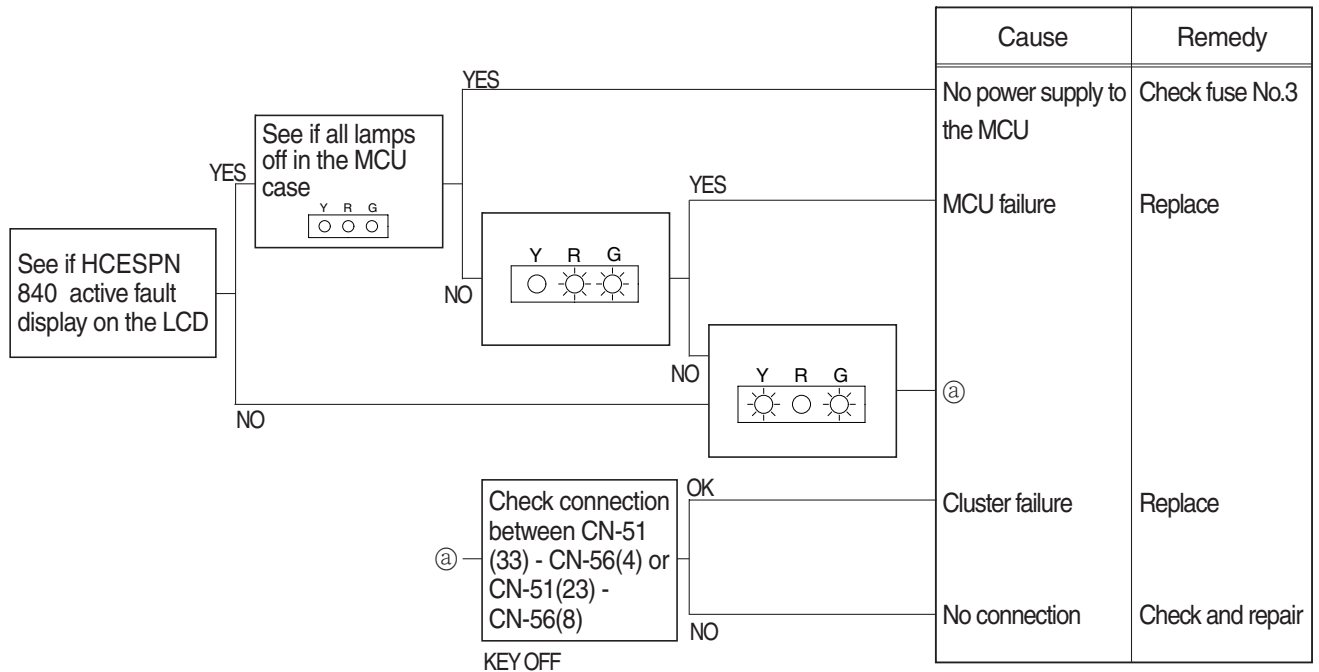 Cause
Remedy
YES
No power supply to
the MCU
Check fuse No.3
See if all lamps
off in the MCU
case
Y R G
YES
YES
MCU failure
Replace
See if HCESPN
840 active fault
display on the LCD
Y R G
NO
NO
Y R G
ⓐ
NO
Check connection
between CN-51
(33) - CN-56(4) or
CN-51(23) -
CN-56(8)
ⓐ
OK
Cluster failure
Replace
NO
No connection
Check and repair
KEY OFF